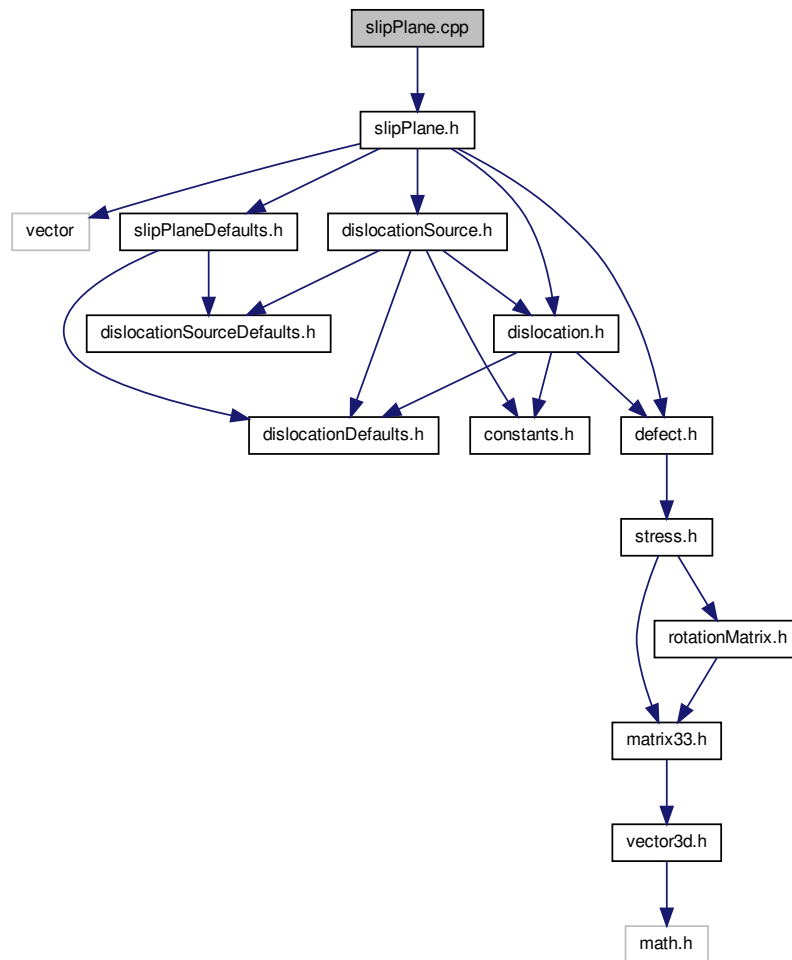 slipPlane.cpp
slipPlane.h
vector
slipPlaneDefaults.h
dislocationSource.h
dislocationSourceDefaults.h
dislocation.h
dislocationDefaults.h
constants.h
defect.h
stress.h
rotationMatrix.h
matrix33.h
vector3d.h
math.h